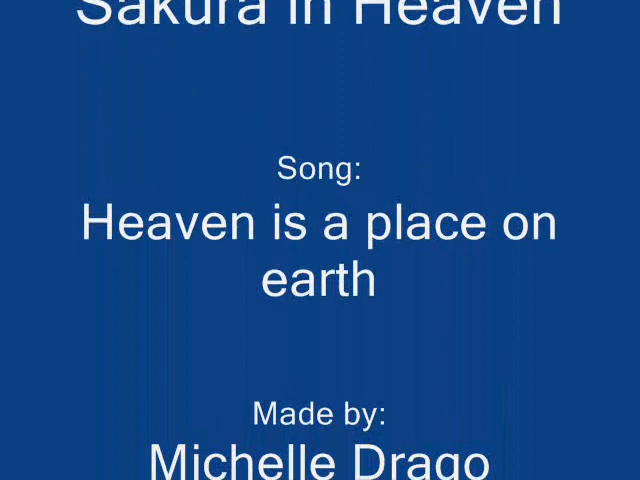 Sakura in Heaven
Song:
Heaven is a place on
earth
Made by:
Michelle Drago